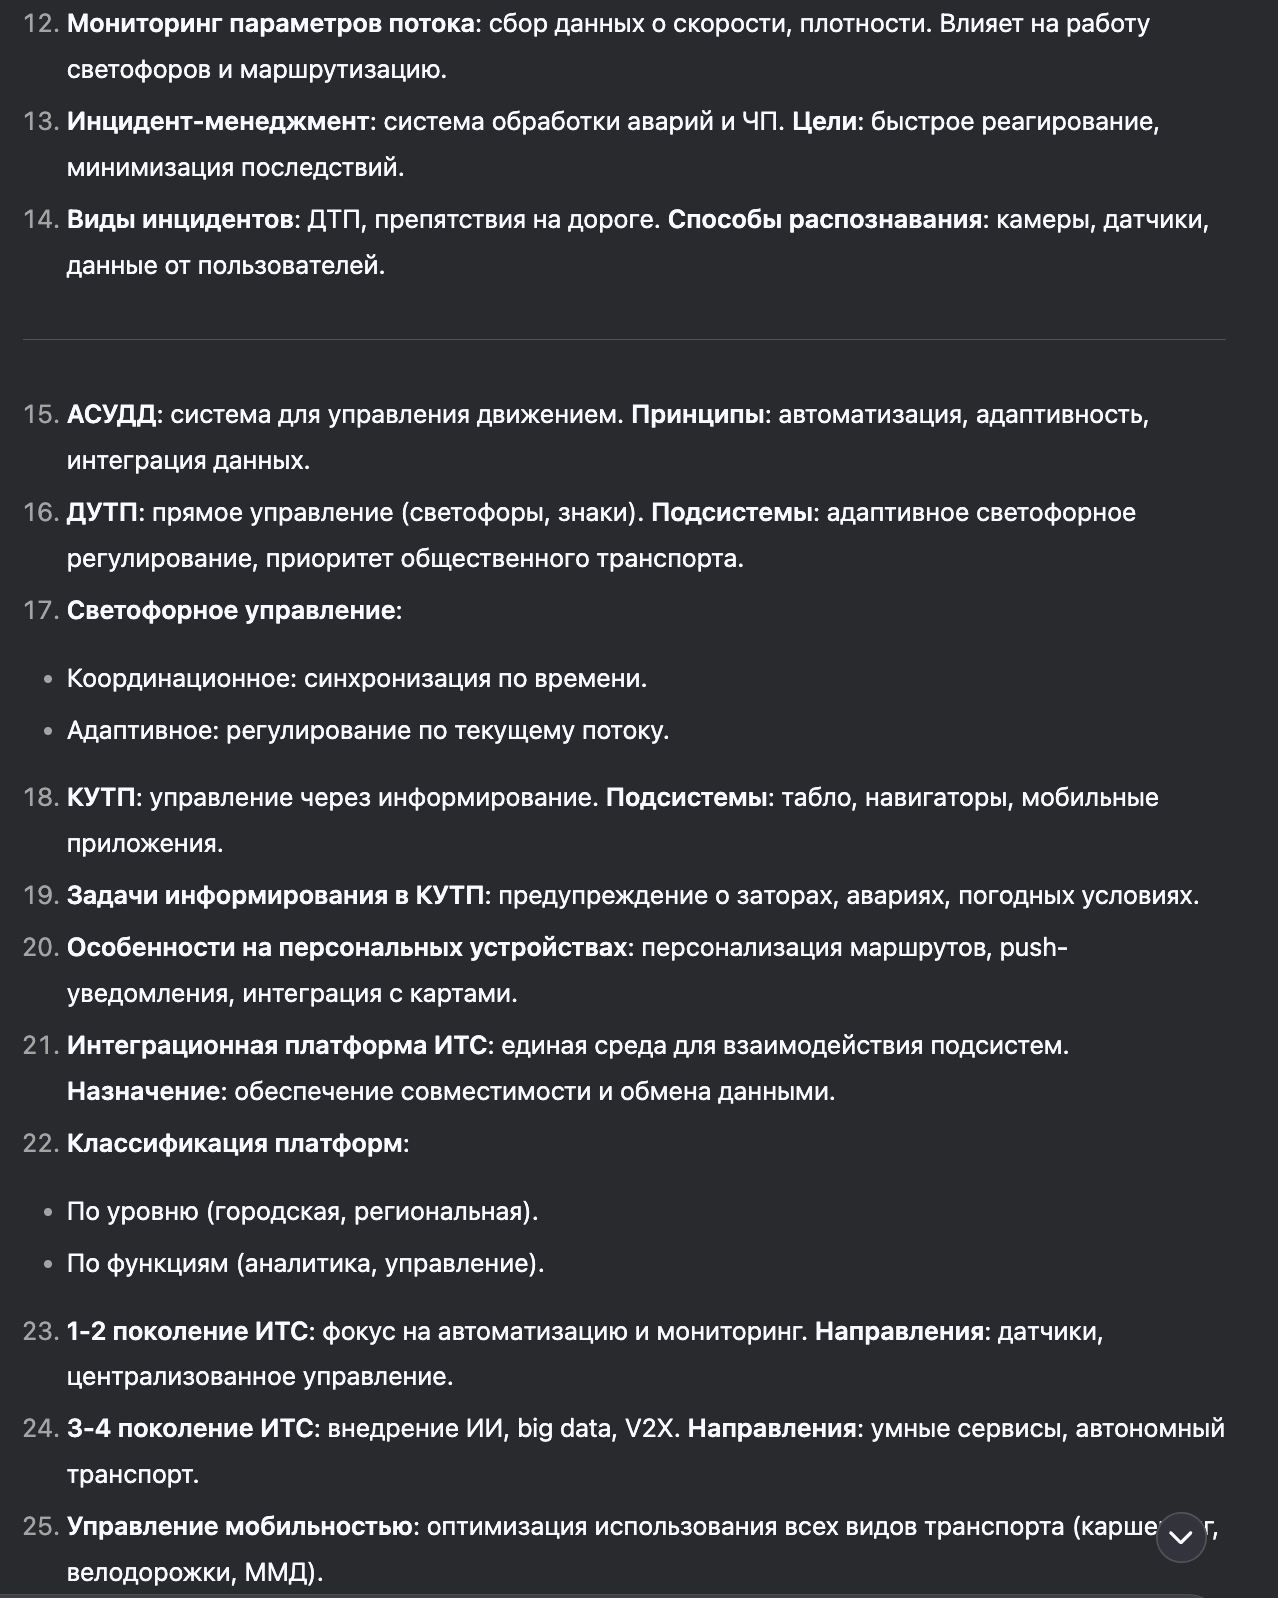 12. Мониторинг параметров потока: сбор данных о скорости, плотности. Влияет на работу
светофоров и маршрутизацию.
13. Инцидент-менеджмент: система обработки аварий и ЧП. Цели: быстрое реагирование,
минимизация последствий.
14. Виды инцидентов: ДТП, препятствия на дороге. Способы распознавания: камеры, датчики,
данные от пользователей.
15. АСУДД: система для управления движением. Принципы: автоматизация, адаптивность,
интеграция данных.
16. ДУТП: прямое управление (светофоры, знаки). Подсистемы: адаптивное светофорное
регулирование, приоритет общественного транспорта.
17. Светофорное управление:
• Координационное: синхронизация по времени.
• Адаптивное: регулирование по текущему потоку.
18. КУТП: управление через информирование. Подсистемы: табло, навигаторы, мобильные
приложения.
19. Задачи информирования в КУТП: предупреждение о заторах, авариях, погодных условиях.
20. Особенности на персональных устройствах: персонализация маршрутов, push-
уведомления, интеграция с картами.
21. Интеграционная платформа ИТС: единая среда для взаимодействия подсистем.
Назначение: обеспечение совместимости и обмена данными.
22. Классификация платформ:
• По уровню (городская, региональная).
• По функциям (аналитика, управление).
23. 1-2 поколение ИТС: фокус на автоматизацию и мониторинг. Направления: датчики,
централизованное управление.
24. 3-4 поколение ИТС: внедрение ИИ, big data, V2X. Направления: умные сервисы, автономный
транспорт.
25. Управление мобильностью: оптимизация использования всех видов транспорта
велодорожки, ММД).